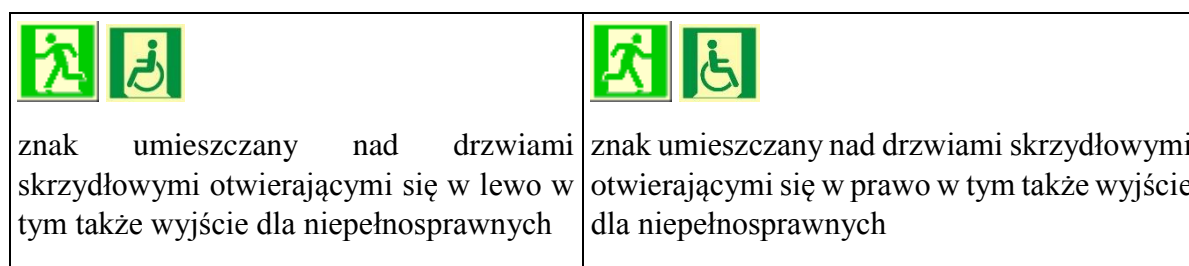 znak umieszczany nad drzwiami
skrzydłowymi otwierającymi się w lewo w
tym także wyjście dla niepełnosprawnych
znak umieszczany nad drzwiami skrzydłowymi
otwierającymi się w prawo w tym także wyjście
dla niepełnosprawnych